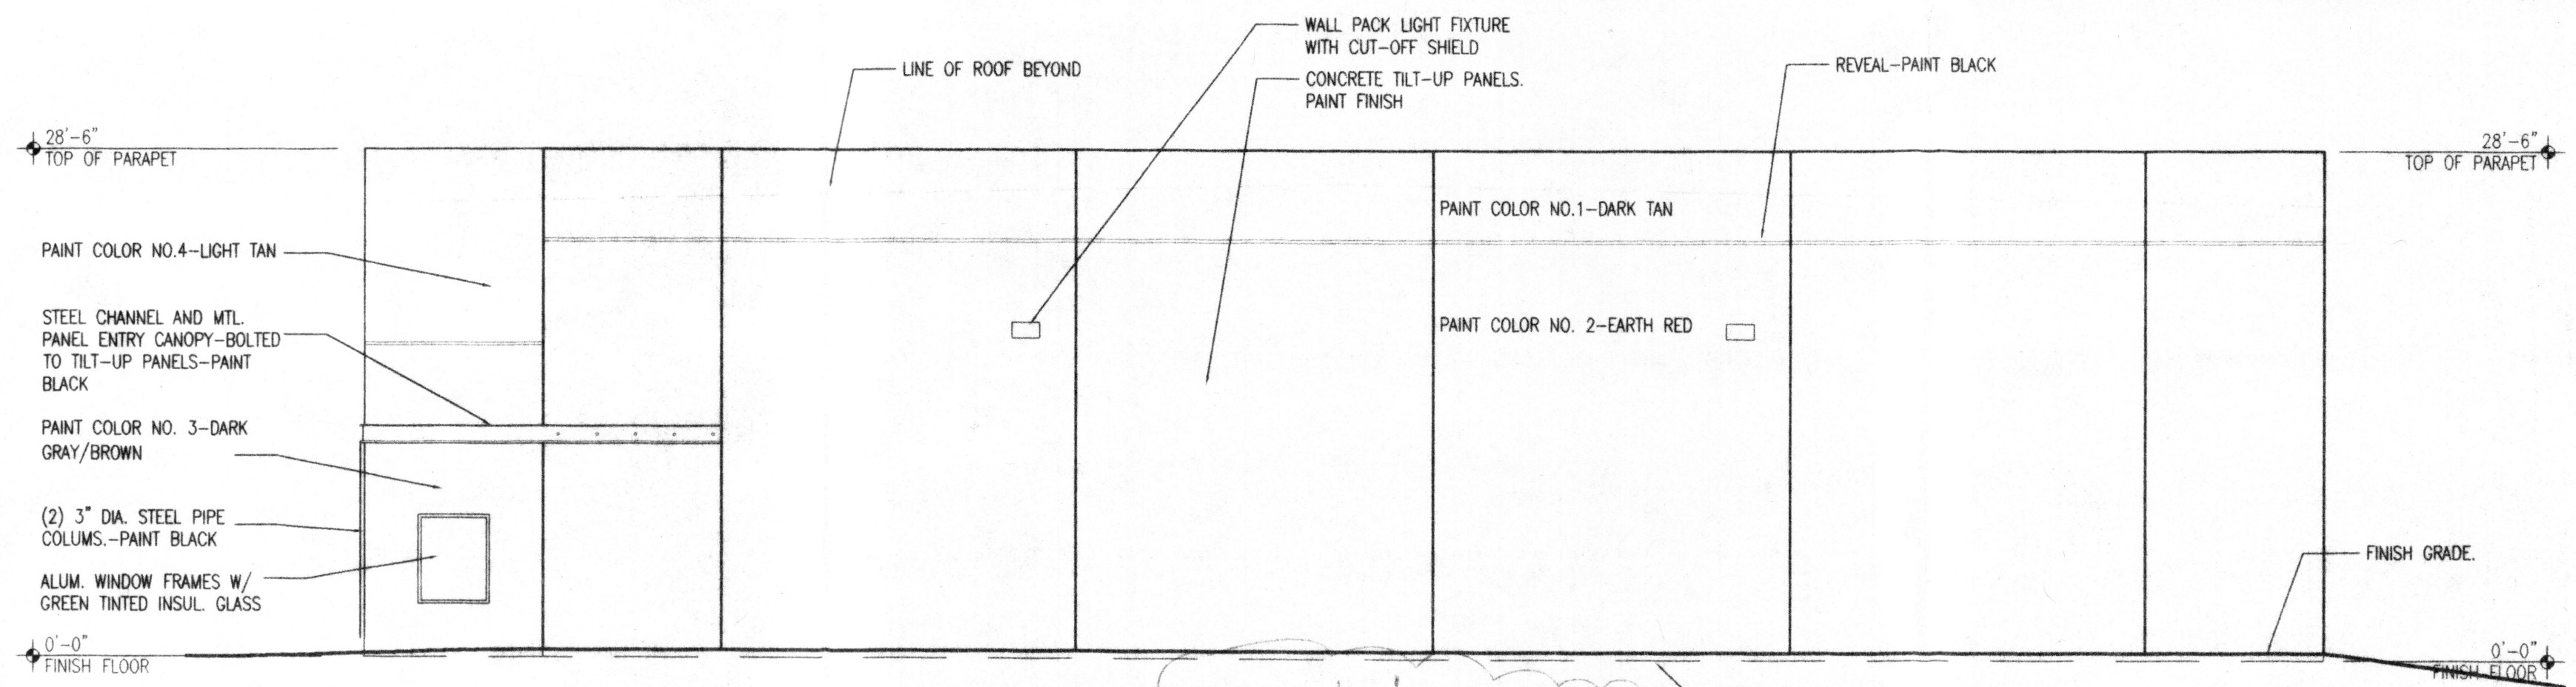 WALL PACK LIGHT FIXTURE
WITH CUT-OFF SHIELD
LINE OF ROOF BEYOND
CONCRETE TILT-UP PANELS.
PAINT FINISH
REVEAL-PAINT BLACK
28'-6"
TOP OF PARAPET
28'-6"
TOP OF PARAPET
PAINT COLOR NO.1-DARK TAN
PAINT COLOR NO.4-LIGHT TAN
STEEL CHANNEL AND MTL.
PANEL ENTRY CANOPY-BOLTED
TO TILT-UP PANELS-PAINT
BLACK
PAINT COLOR NO. 2-EARTH RED
PAINT COLOR NO. 3-DARK
GRAY/BROWN
(2) 3" DIA. STEEL PIPE
COLUMS.-PAINT BLACK
ALUM. WINDOW FRAMES W/
GREEN TINTED INSUL. GLASS
FINISH GRADE.
0'-0"
FINISH FLOOR
0'-0"
FINISH FLOOR